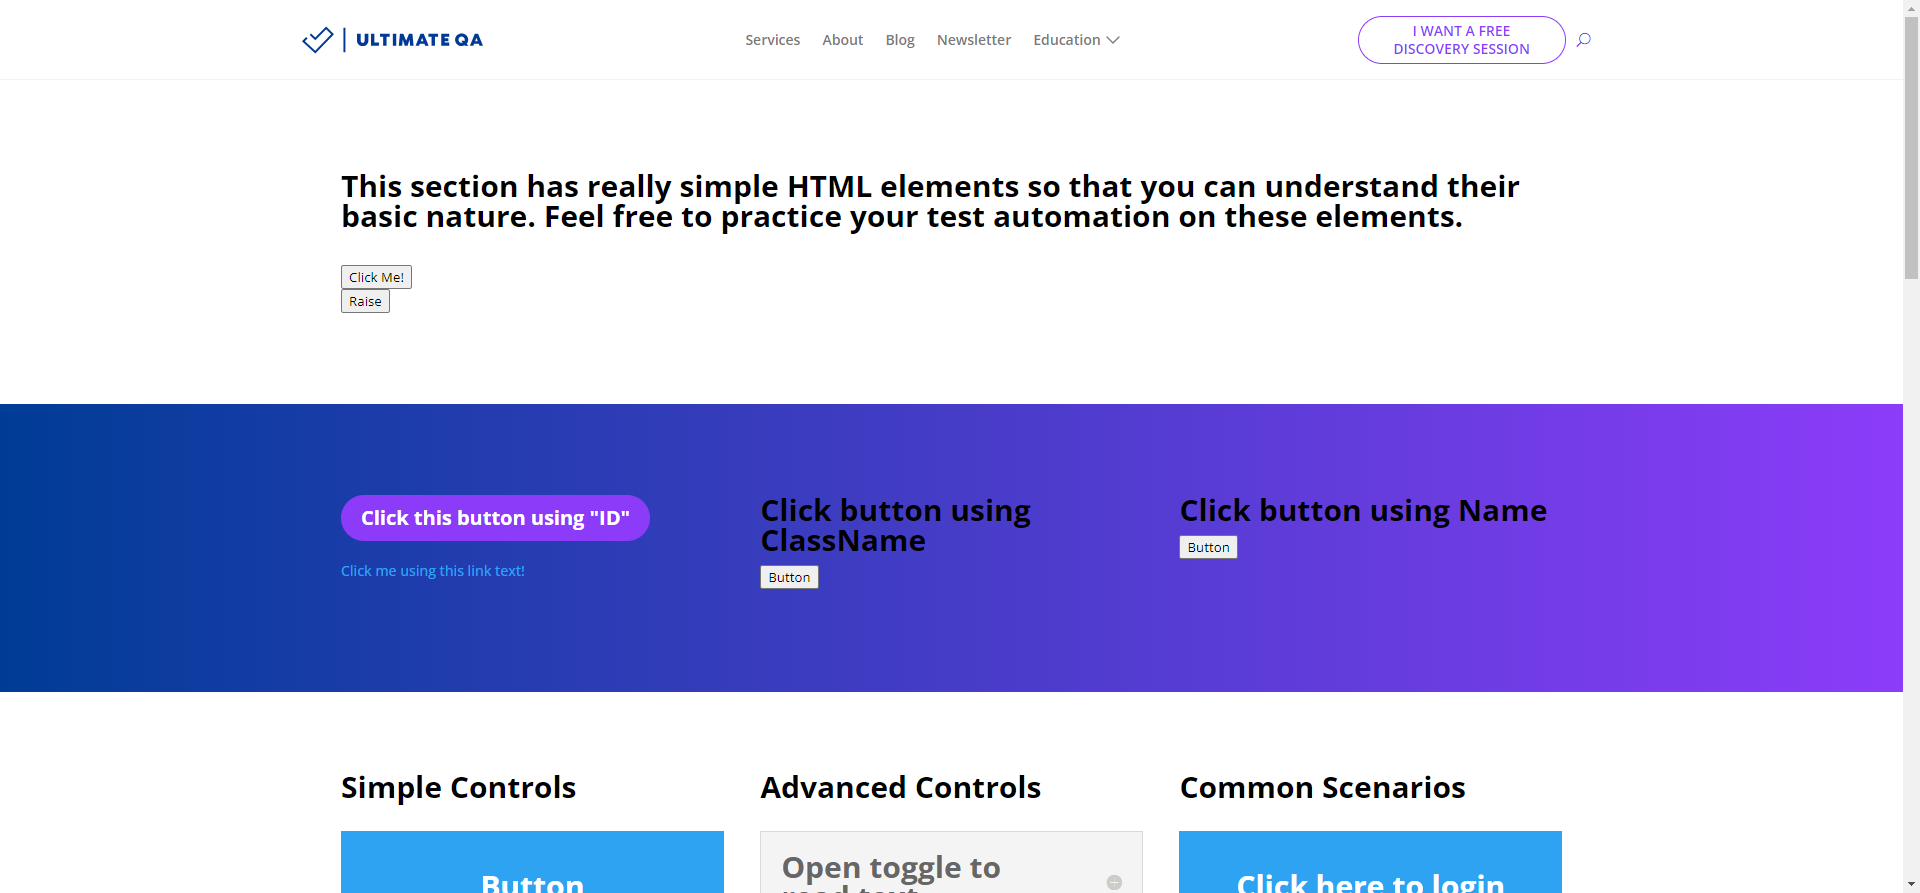 ULTIMATE QA
Services About Blog Newsletter Education
I WANT A FREE
DISCOVERY SESSION
This section has really simple HTML elements so that you can understand their
basic nature. Feel free to practice your test automation on these elements.
Click Me!
Raise
Click this button using "ID"
Click me using this link text!
Click button using
ClassName
Button
Click button using Name
Button
Simple Controls
Button
Advanced Controls
Open toggle to
read text
Common Scenarios
Click here to login